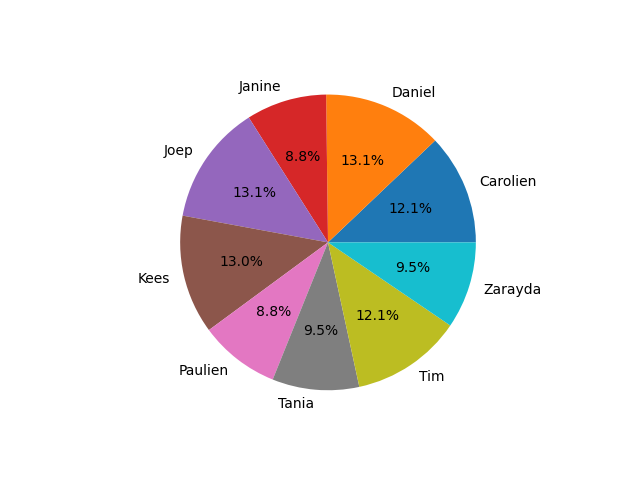 Janine
Daniel
Joep
8.8%
13.1%
Carolien
13.1%
12.1%
Kees
13.0%
9.5%
Zarayda
8.8%
9.5%
12.1%
Paulien
Tania
Tim